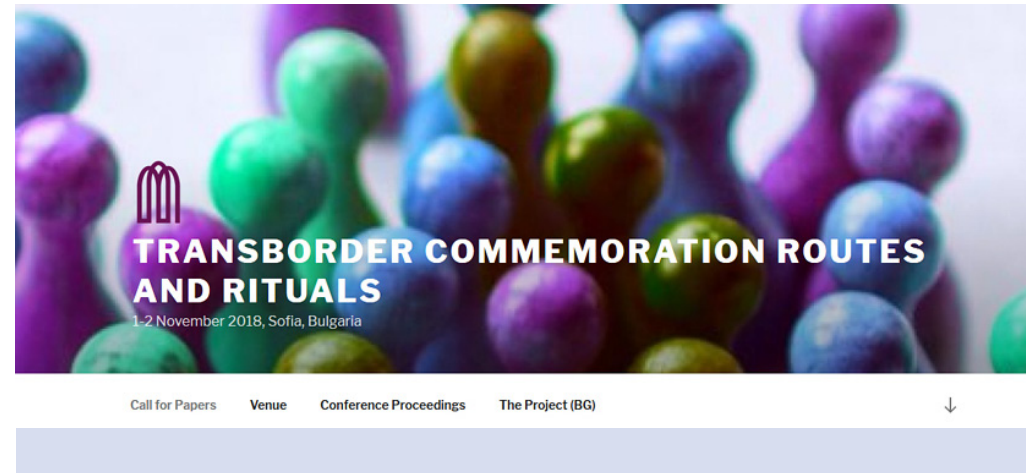 TRANSBORDER COMMEMORATION ROUTES
AND RITUALS
1-2 November 2018, Sofia, Bulgaria
Call for Papers Venue Conference Proceedings The Project (BG)